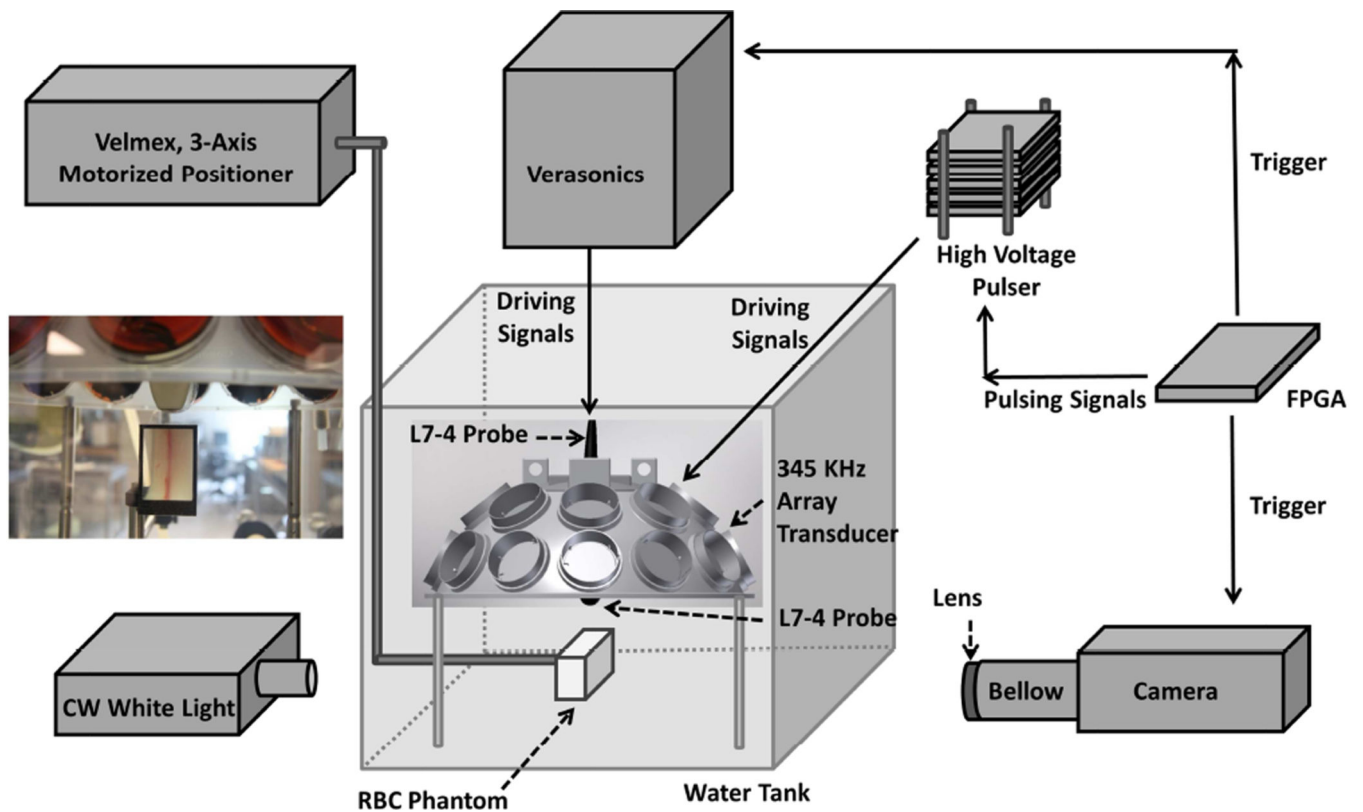 Velmex, 3-Axis
Motorized Positioner
Verasonics
Trigger
High Voltage
Pulser
Driving
Signals
Driving
Signals
Pulsing Signals
FPGA
L7-4 Probe
345 KHz
Array
Transducer
Trigger
L7-4 Probe
Lens
CW White Light
Bellow
Camera
RBC Phantom
Water Tank